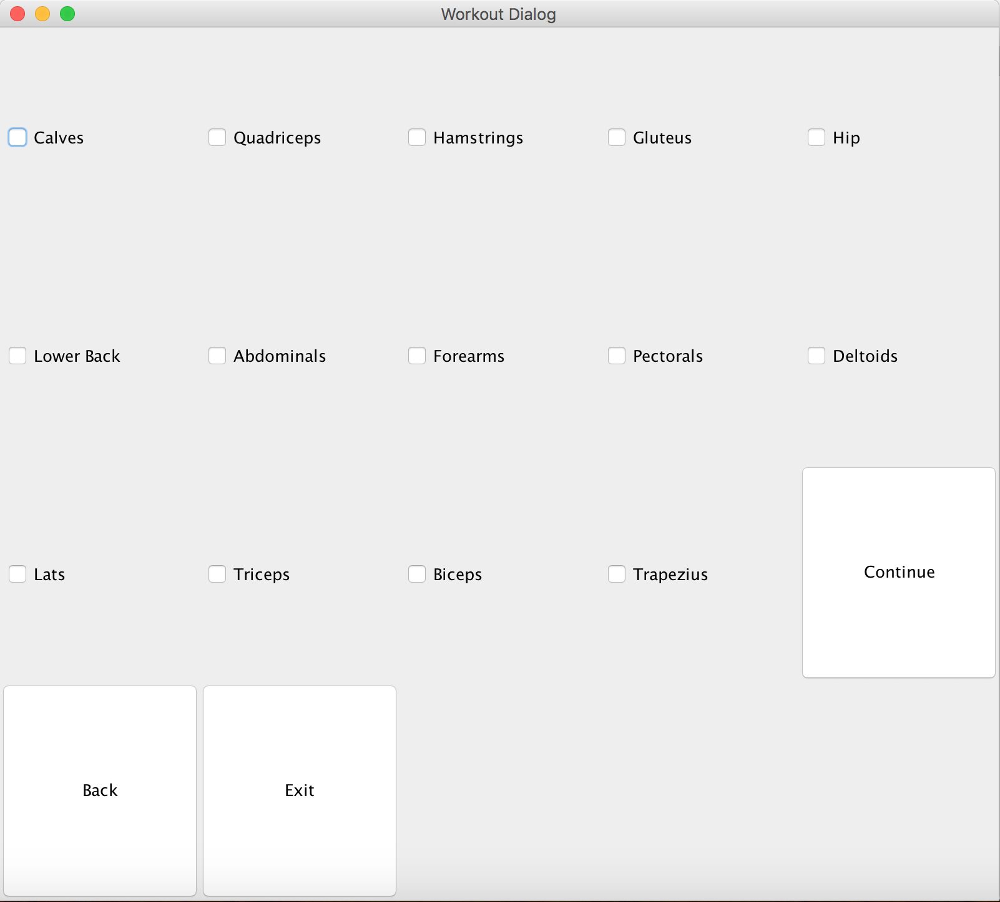 Workout Dialog
Calves Quadriceps Hamstrings Gluteus Hip
Lower Back Abdominals Forearms Pectorals Deltoids
Lats Triceps Biceps Trapezius Continue
Back Exit